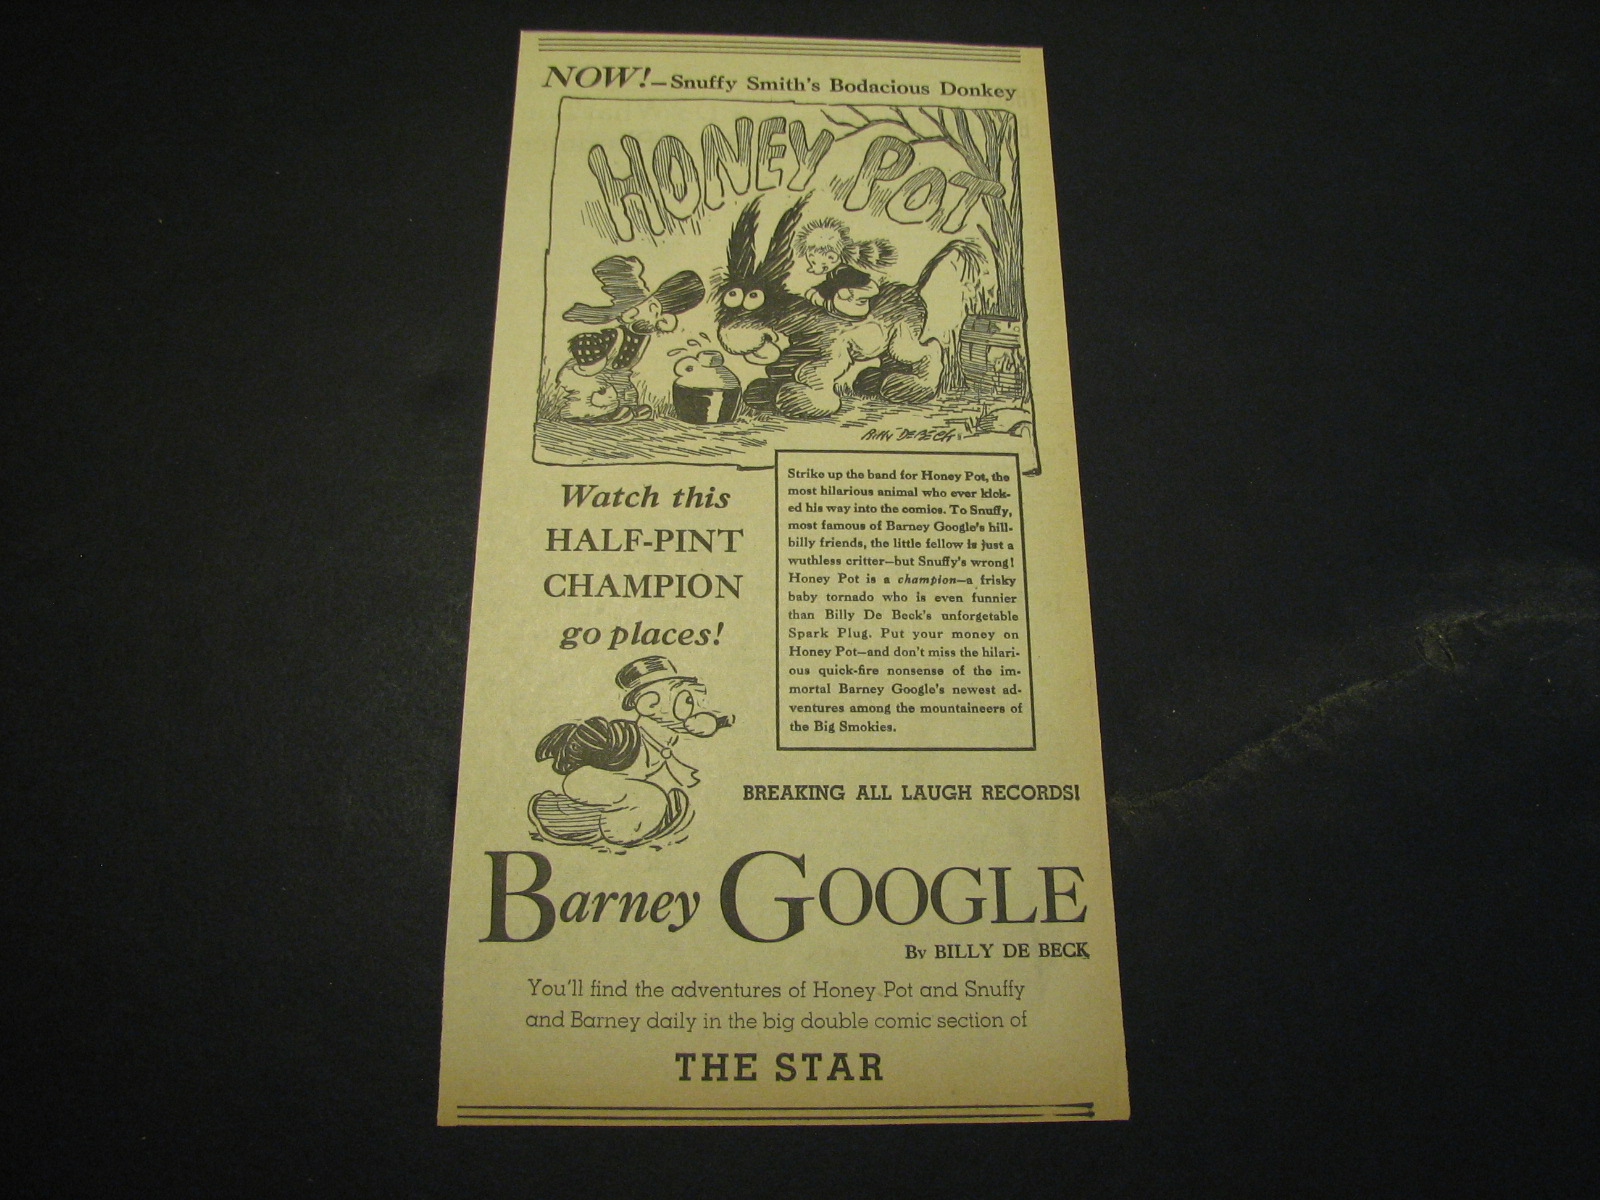 NOW!—Snuffy Smith's Bodacious Donkey
HONEY POT
BILLY DEBECK
Strike up the band for Honey Pot, the
most hilarious animal who ever kick-
ed his way into the comics. To Snuffy,
most famous of Barney Google's hill-
billy friends, the little fellow is just a
wuthless critter—but Snuffy's wrong!
Honey Pot is a champion—a frisky
baby tornado who is even funnier
than Billy De Beck's unforgetable
Spark Plug. Put your money on
Honey Pot—and don't miss the hilari-
ous quick-fire nonsense of the im-
mortal Barney Google's newest ad-
ventures among the mountaineers of
the Big Smokies.
Watch this
HALF-PINT
CHAMPION
go places!
BREAKING ALL LAUGH RECORDS!
Barney GOOGLE
By BILLY DE BECK
You'll find the adventures of Honey Pot and Snuffy
and Barney daily in the big double comic section of
THE STAR